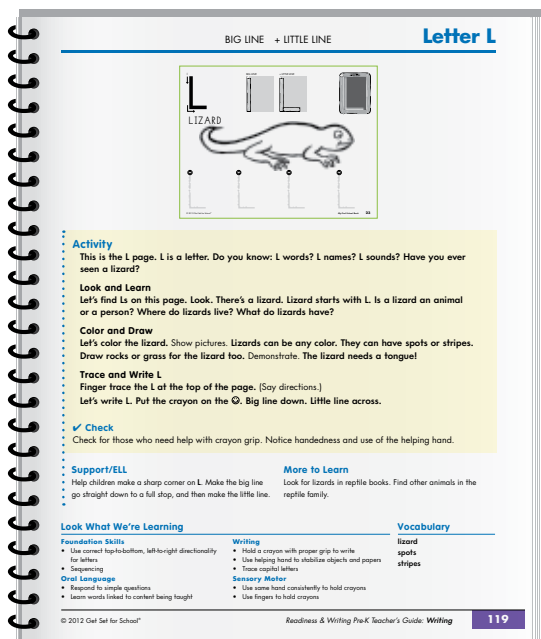 BIG LINE + LITTLE LINE
Letter L
LIZARD
Activity
This is the L page. L is a letter. Do you know: L words? L names? L sounds? Have you ever
seen a lizard?
Look and Learn
Let's find Ls on this page. Look. There's a lizard. Lizard starts with L. Is a lizard an animal
or a person? Where do lizards live? What do lizards have?
Color and Draw
Let's color the lizard. Show pictures. Lizards can be any color. They can have spots or stripes.
Draw rocks or grass for the lizard too. Demonstrate. The lizard needs a tongue!
Trace and Write L
Finger trace the L at the top of the page. (Say directions.)
Let's write L. Put the crayon on the ☺. Big line down. Little line across.
✔ Check
Check for those who need help with crayon grip. Notice handedness and use of the helping hand.
Support/ELL
Help children make a sharp corner on L. Make the big line
go straight down to a full stop, and then make the little line.
More to Learn
Look for lizards in reptile books. Find other animals in the
reptile family.
Look What We're Learning
Foundation Skills
• Use correct top-to-bottom, left-to-right directionality
for letters
• Sequencing
Oral Language
• Respond to simple questions
• Learn words linked to content being taught
Writing
• Hold a crayon with proper grip to write
• Use helping hand to stabilize objects and papers
• Trace capital letters
Sensory Motor
• Use same hand consistently to hold crayons
• Use fingers to hold crayons
Vocabulary
lizard
spots
stripes
© 2012 Get Set for School®
Readiness & Writing Pre-K Teacher's Guide: Writing
119